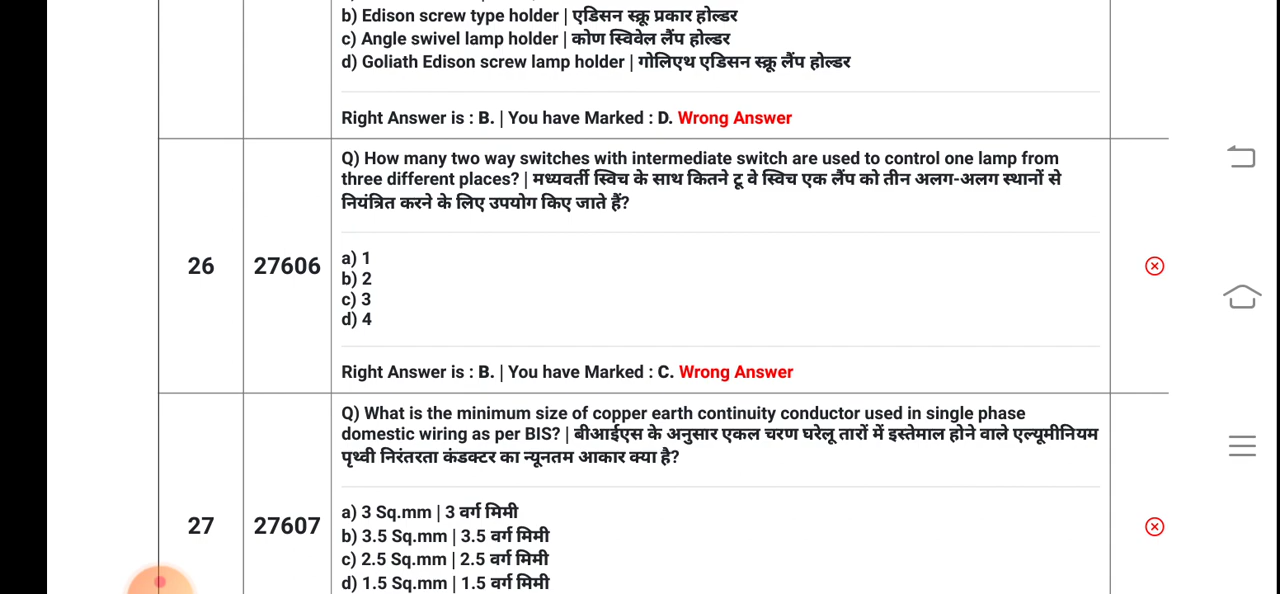 b) Edison screw type holder | एडिसन स्क्रू प्रकार होल्डर
c) Angle swivel lamp holder | कोण स्विवेल लैंप होल्डर
d) Goliath Edison screw lamp holder | गोलिएथ एडिसन स्क्रू लैंप होल्डर
Right Answer is : B. | You have Marked : D. Wrong Answer
26
27606
Q) How many two way switches with intermediate switch are used to control one lamp from
three different places? | मध्यवर्ती स्विच के साथ कितने टू वे स्विच एक लैंप को तीन अलग-अलग स्थानों से
नियंत्रित करने के लिए उपयोग किए जाते हैं?
a) 1
b) 2
c) 3
d) 4
Right Answer is : B. | You have Marked : C. Wrong Answer
27
27607
Q) What is the minimum size of copper earth continuity conductor used in single phase
domestic wiring as per BIS? | बीआईएस के अनुसार एकल चरण घरेलू तारों में इस्तेमाल होने वाले एल्यूमीनियम
पृथ्वी निरंतरता कंडक्टर का न्यूनतम आकार क्या है?
a) 3 Sq.mm | 3 वर्ग मिमी
b) 3.5 Sq.mm | 3.5 वर्ग मिमी
c) 2.5 Sq.mm | 2.5 वर्ग मिमी
d) 1.5 Sq.mm | 1.5 वर्ग मिमी